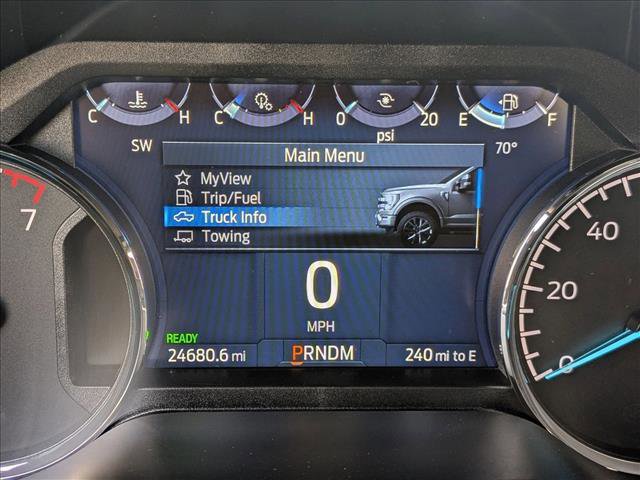 C H C H 0 20 E F
psi
SW Main Menu 70°
MyView
Trip/Fuel
Truck Info
Towing
7
40
20
0
0
MPH
READY
24680.6 mi PRNDM 240 mi to E